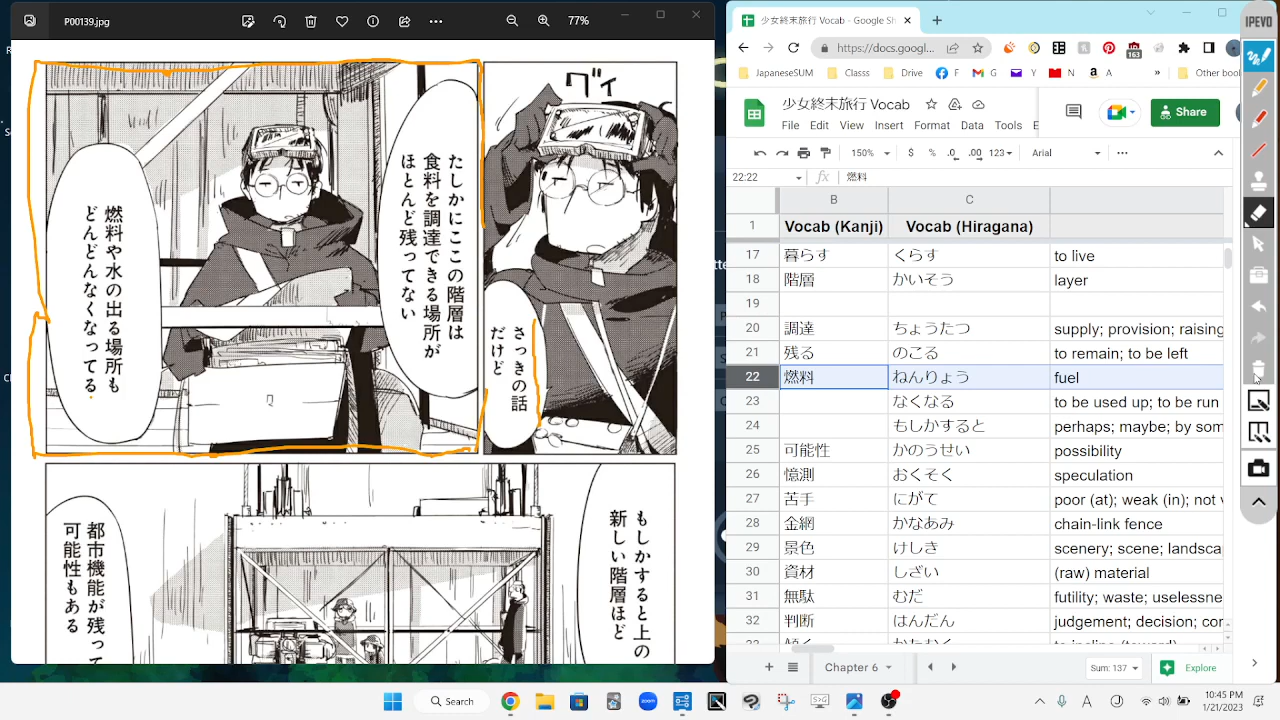 P00139.jpg
77%
グイ
さっきの話
だけど
たしかにここの階層は
食料を調達できる場所が
ほとんど残ってない
燃料や水の出る場所も
どんどんなくなってる
もしかすると上の
新しい階層ほど
都市機能が残って
可能性もある
少女終末旅行 Vocab - Google Sh
https://docs.googl...
163
JapaneseSUM
Classs
Drive
F
G
Y
N
A
Other book
少女終末旅行 Vocab
File Edit View Insert Format Data Tools E
Share
150%
$ % .0 .00 123
Arial
22:22
燃料
B C
1 Vocab (Kanji) Vocab (Hiragana)
17 暮らす くらす to live
18 階層 かいそう layer
19
20 調達 ちょうたつ supply; provision; raising
21 残る のこる to remain; to be left
22 燃料 ねんりょう fuel
23 なくなる to be used up; to be run
24 もしかすると perhaps; maybe; by som
25 可能性 かのうせい possibility
26 憶測 おくそく speculation
27 苦手 にがて poor (at); weak (in); not v
28 金網 かなあみ chain-link fence
29 景色 けしき scenery; scene; landsca
30 資材 しざい (raw) material
31 無駄 むだ futility; waste; uselessne
32 判断 はんだん judgement; decision; con
Chapter 6
Sum: 137
Explore
IPEVO
Search
zoom
10:45 PM
10/1/2023